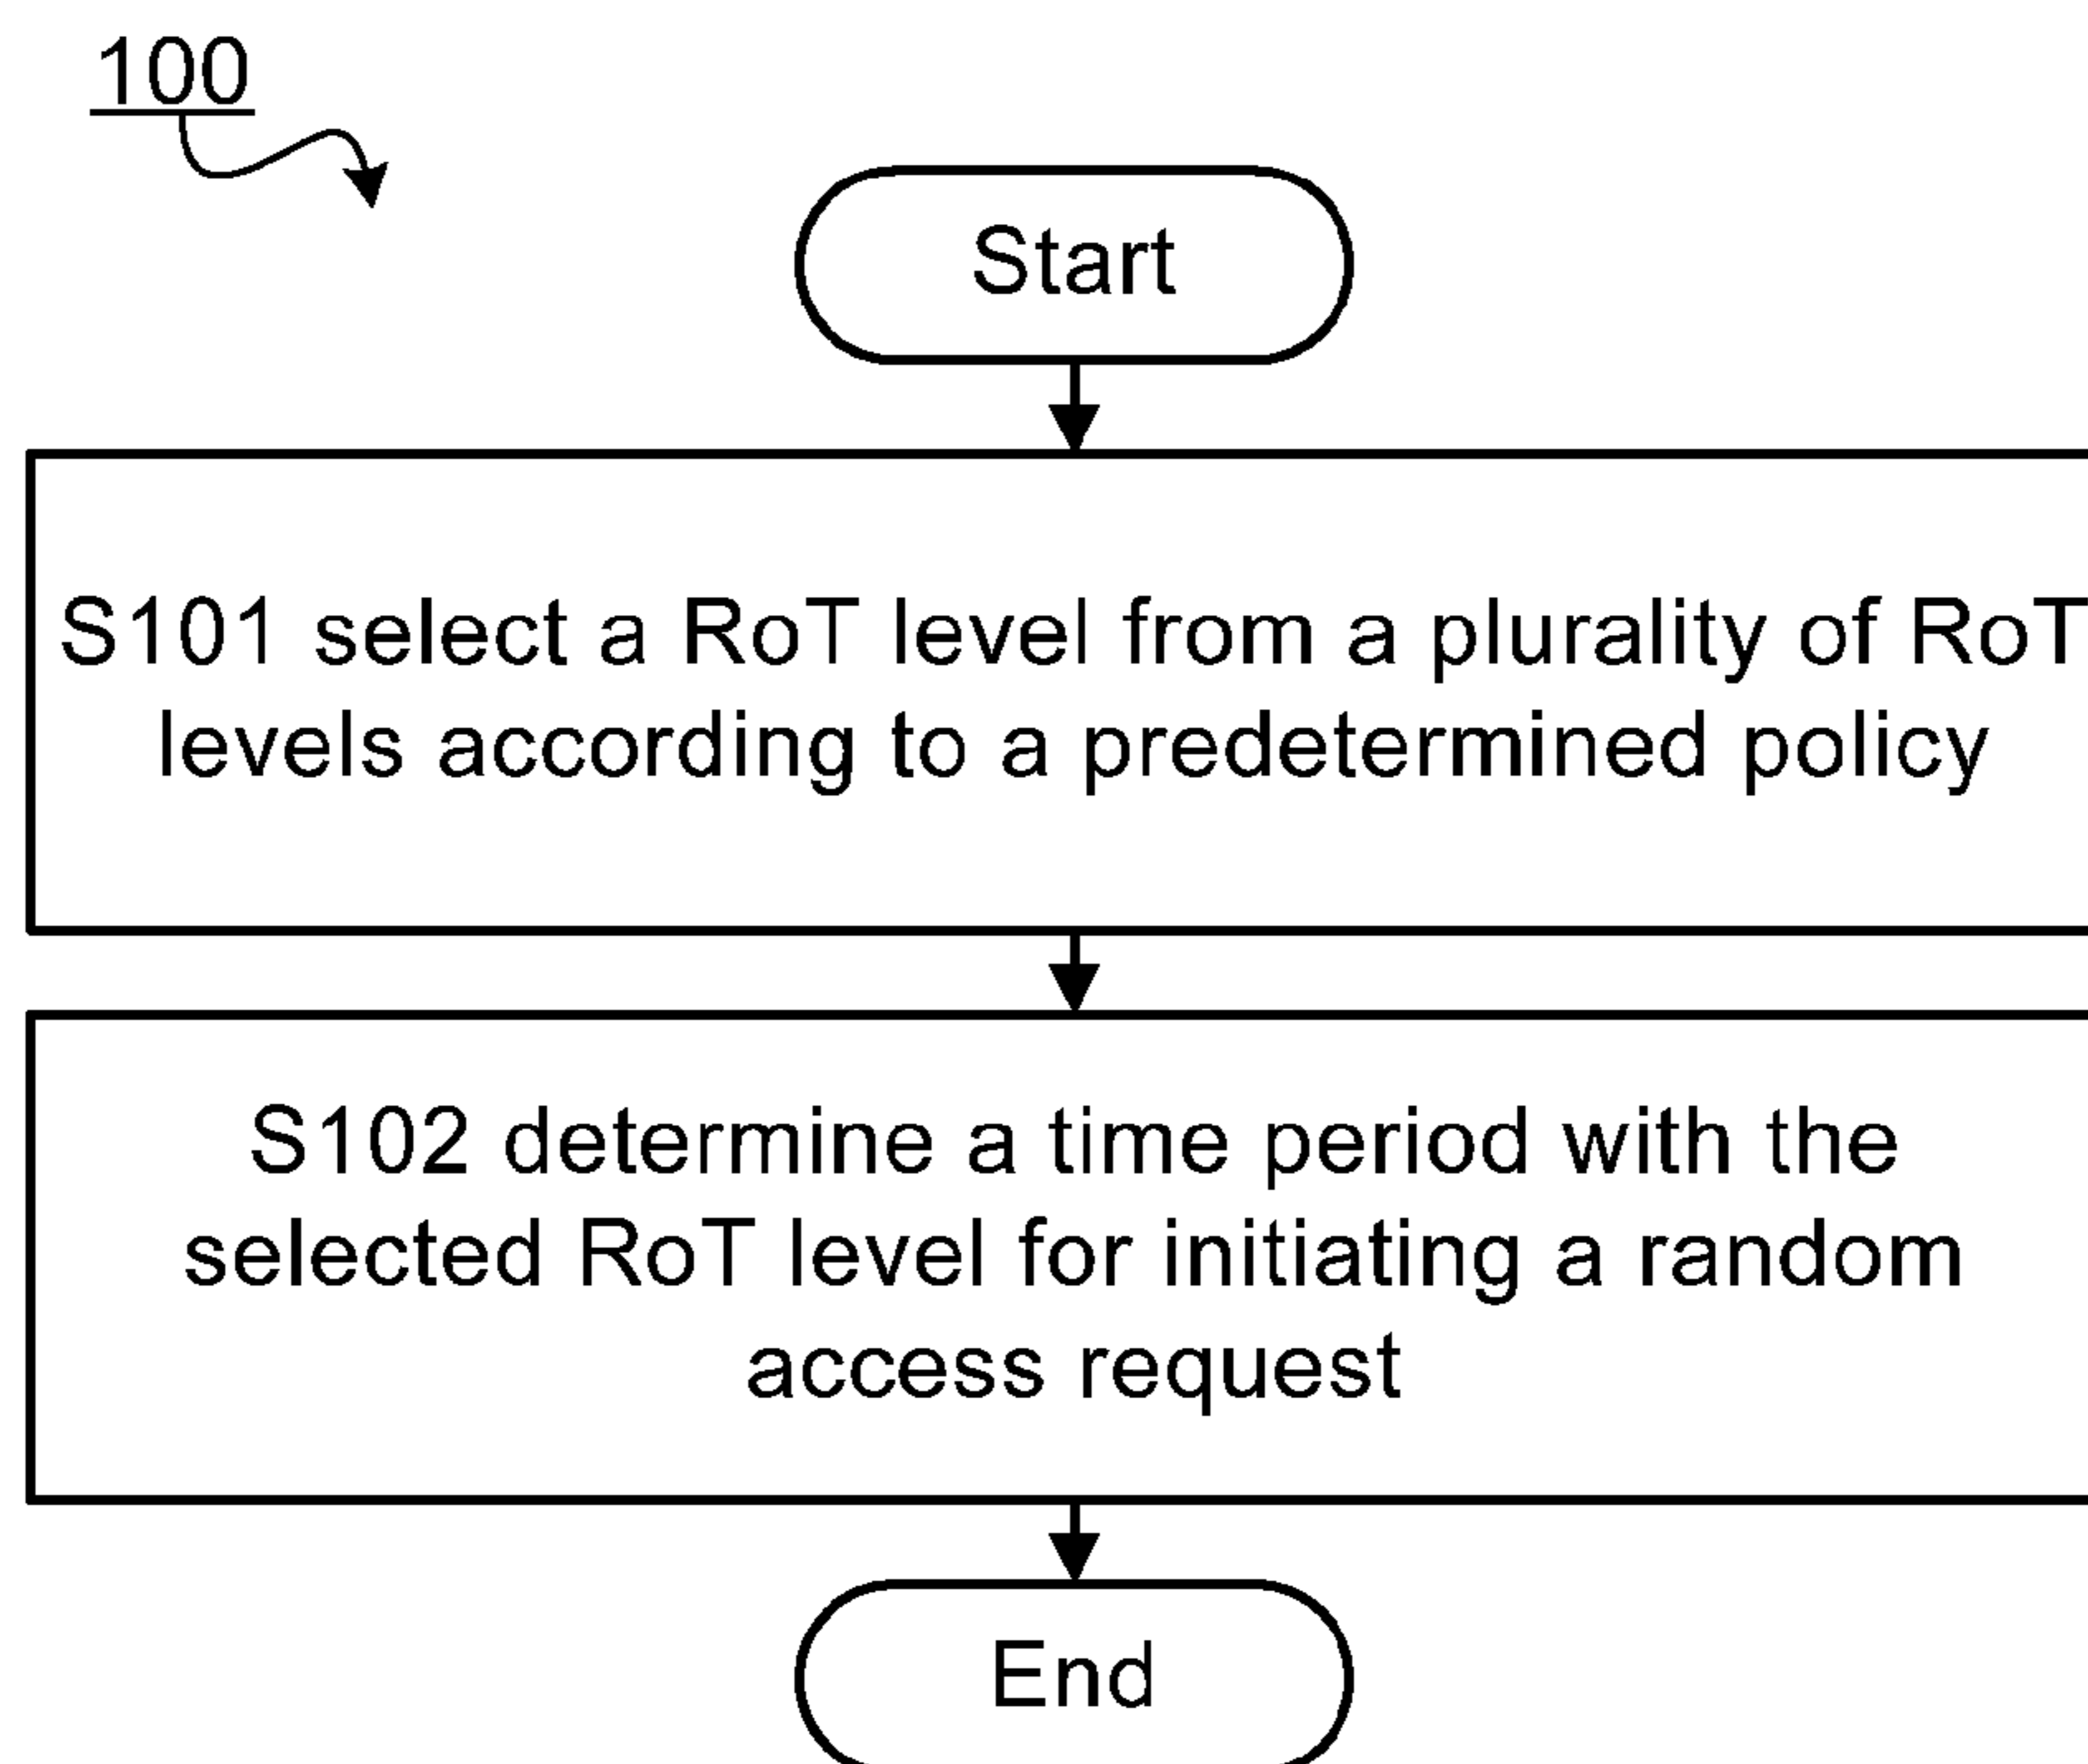 100
Start
S101 select a RoT level from a plurality of RoT
levels according to a predetermined policy
S102 determine a time period with the
selected RoT level for initiating a random
access request
End